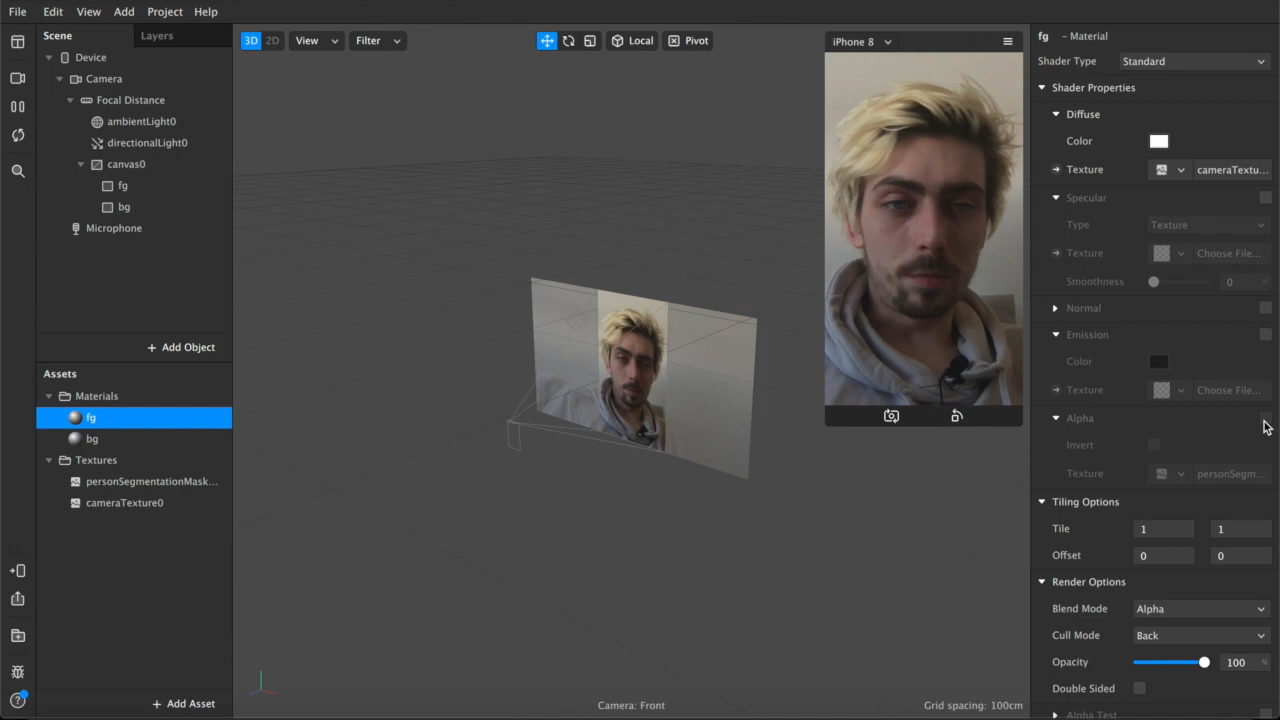 File Edit View Add Project Help
Scene Layers
Device
Camera
Focal Distance
ambientLight0
directionalLight0
canvas0
fg
bg
Microphone
+ Add Object
Assets
Materials
fg
bg
Textures
personSegmentationMask...
cameraTexture0
+ Add Asset
3D 2D View Filter Local Pivot
iPhone 8
Camera: Front
Grid spacing: 100cm
fg - Material
Shader Type Standard
Shader Properties
Diffuse
Color
Texture cameraTextu...
Specular
Type Texture
Texture Choose File...
Smoothness 0 %
Normal
Emission
Color
Texture Choose File...
Alpha
Invert
Texture personSegm...
Tiling Options
Tile 1 1
Offset 0 0
Render Options
Blend Mode Alpha
Cull Mode Back
Opacity 100 %
Double Sided
Alpha Test